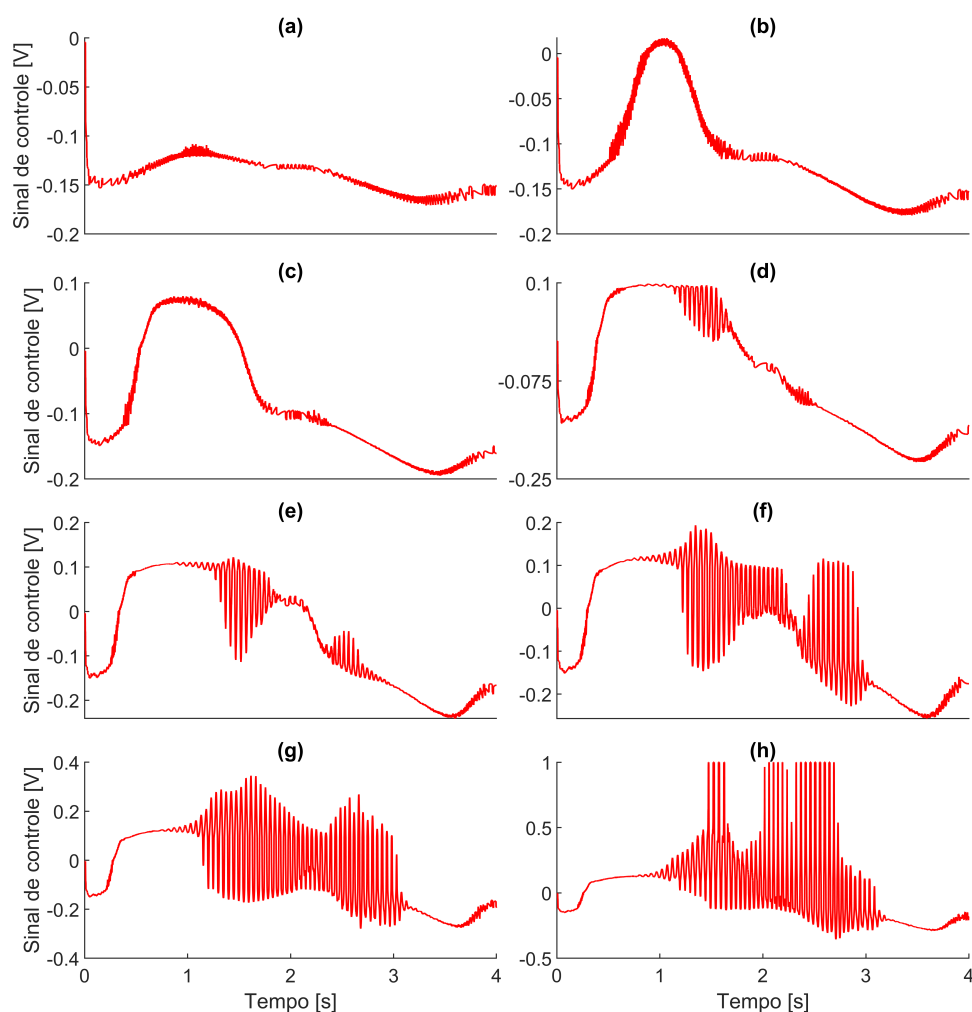 (a)
(b)
Sinal de controle [V]
0
-0.05
-0.1
-0.15
-0.2
0
-0.05
-0.1
-0.15
-0.2
(c)
(d)
Sinal de controle [V]
0.1
0
-0.1
-0.2
0.1
-0.075
-0.25
(e)
(f)
Sinal de controle [V]
0.2
0.1
0
-0.1
-0.2
0.2
0.1
0
-0.1
-0.2
(g)
(h)
Sinal de controle [V]
0.4
0.2
0
-0.2
-0.4
1
0.5
0
-0.5
0 1 2 3 4
0 1 2 3 4
Tempo [s]
Tempo [s]